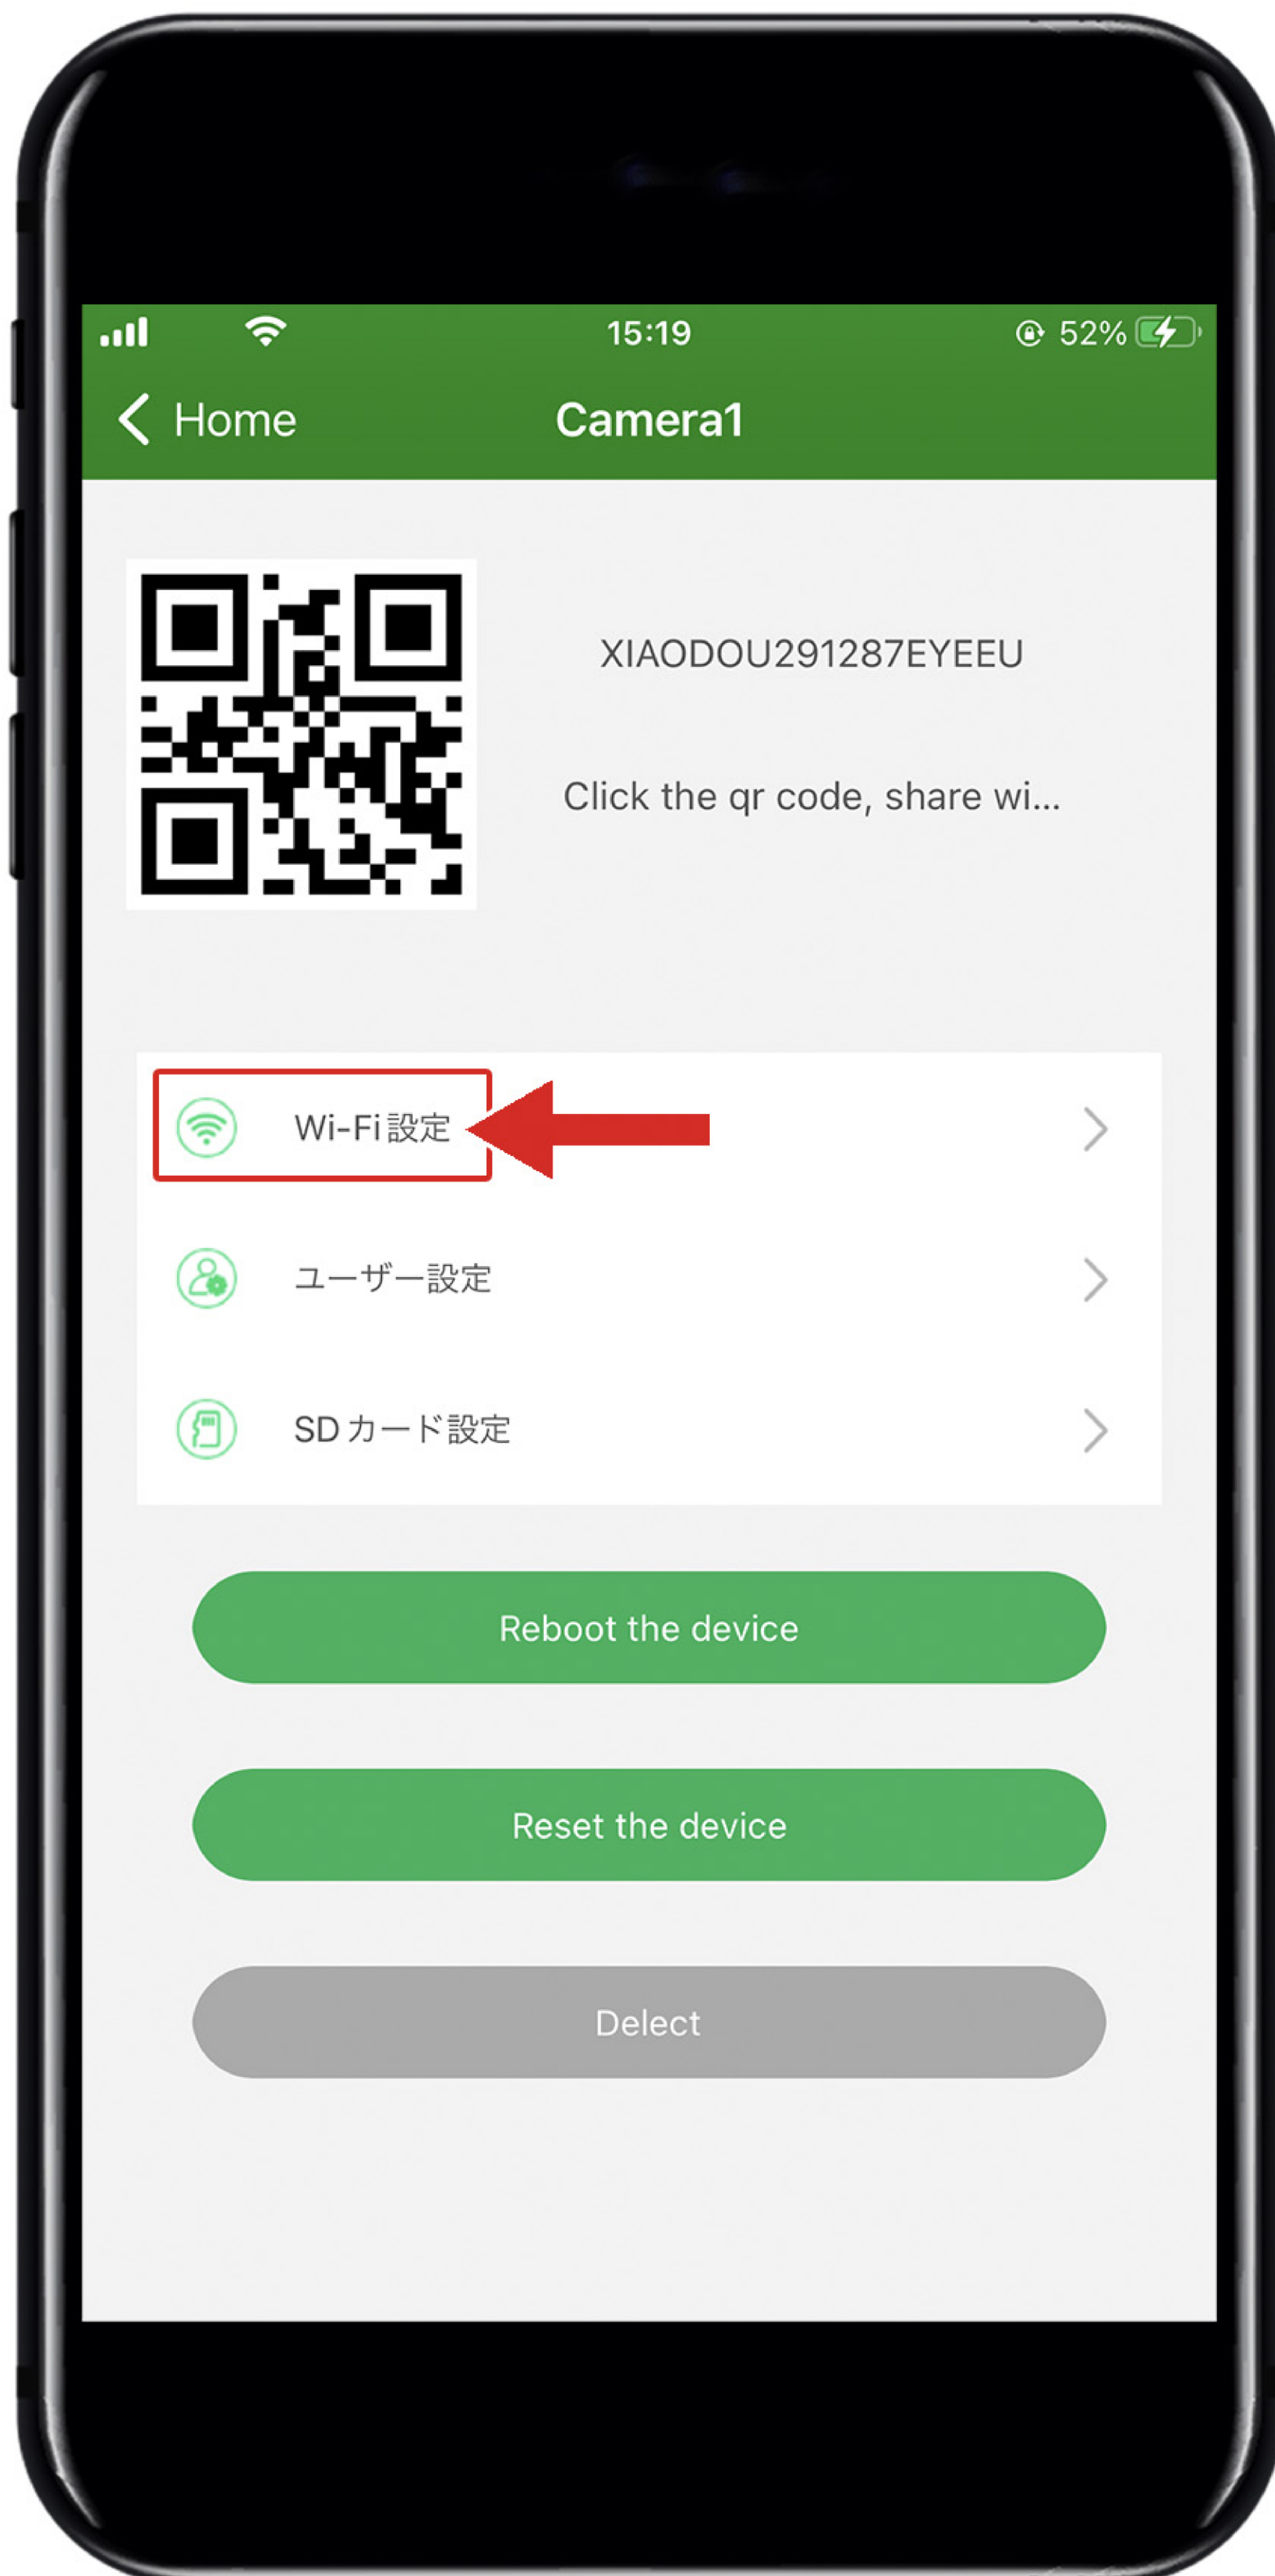 15:19
52%
Home
Camera1
XIAODOU291287EYEEU
Click the qr code, share wi...
Wi-Fi設定
ユーザー設定
SDカード設定
Reboot the device
Reset the device
Delect